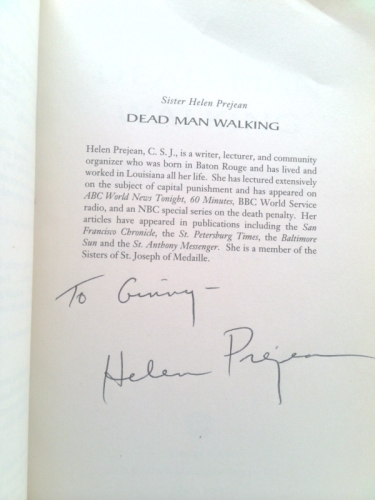 Sister Helen Prejean
DEAD MAN WALKING
Helen Prejean, C. S. J., is a writer, lecturer, and community
organizer who was born in Baton Rouge and has lived and
worked in Louisiana all her life. She has lectured extensively
on the subject of capital punishment and has appeared on
ABC World News Tonight, 60 Minutes, BBC World Service
radio, and an NBC special series on the death penalty. Her
articles have appeared in publications including the San
Francisco Chronicle, the St. Petersburg Times, the Baltimore
Sun and the St. Anthony Messenger. She is a member of the
Sisters of St. Joseph of Medaille.
To Ginny –
Helen Prejean